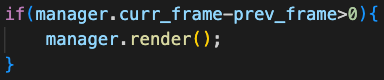 if(manager.curr_frame-prev_frame>0){
    manager.render();
}